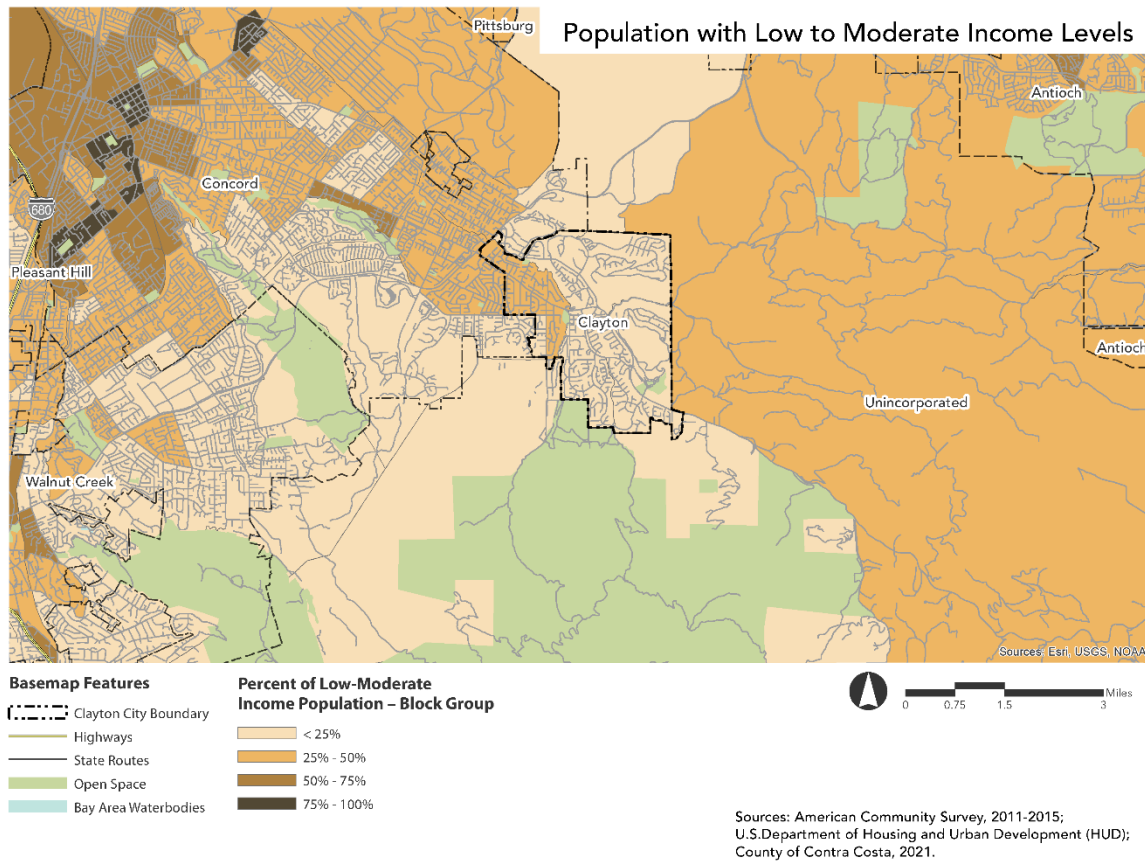 Population with Low to Moderate Income Levels
Pittsburg
Antioch
Concord
680
Pleasant Hill
Clayton
Antioch
Unincorporated
Walnut Creek
Sources: Esri, USGS, NOAA
Basemap Features
Clayton City Boundary
Highways
State Routes
Open Space
Bay Area Waterbodies
Percent of Low-Moderate
Income Population – Block Group
< 25%
25% - 50%
50% - 75%
75% - 100%
Miles
0 0.75 1.5 3
Sources: American Community Survey, 2011-2015;
U.S.Department of Housing and Urban Development (HUD);
County of Contra Costa, 2021.